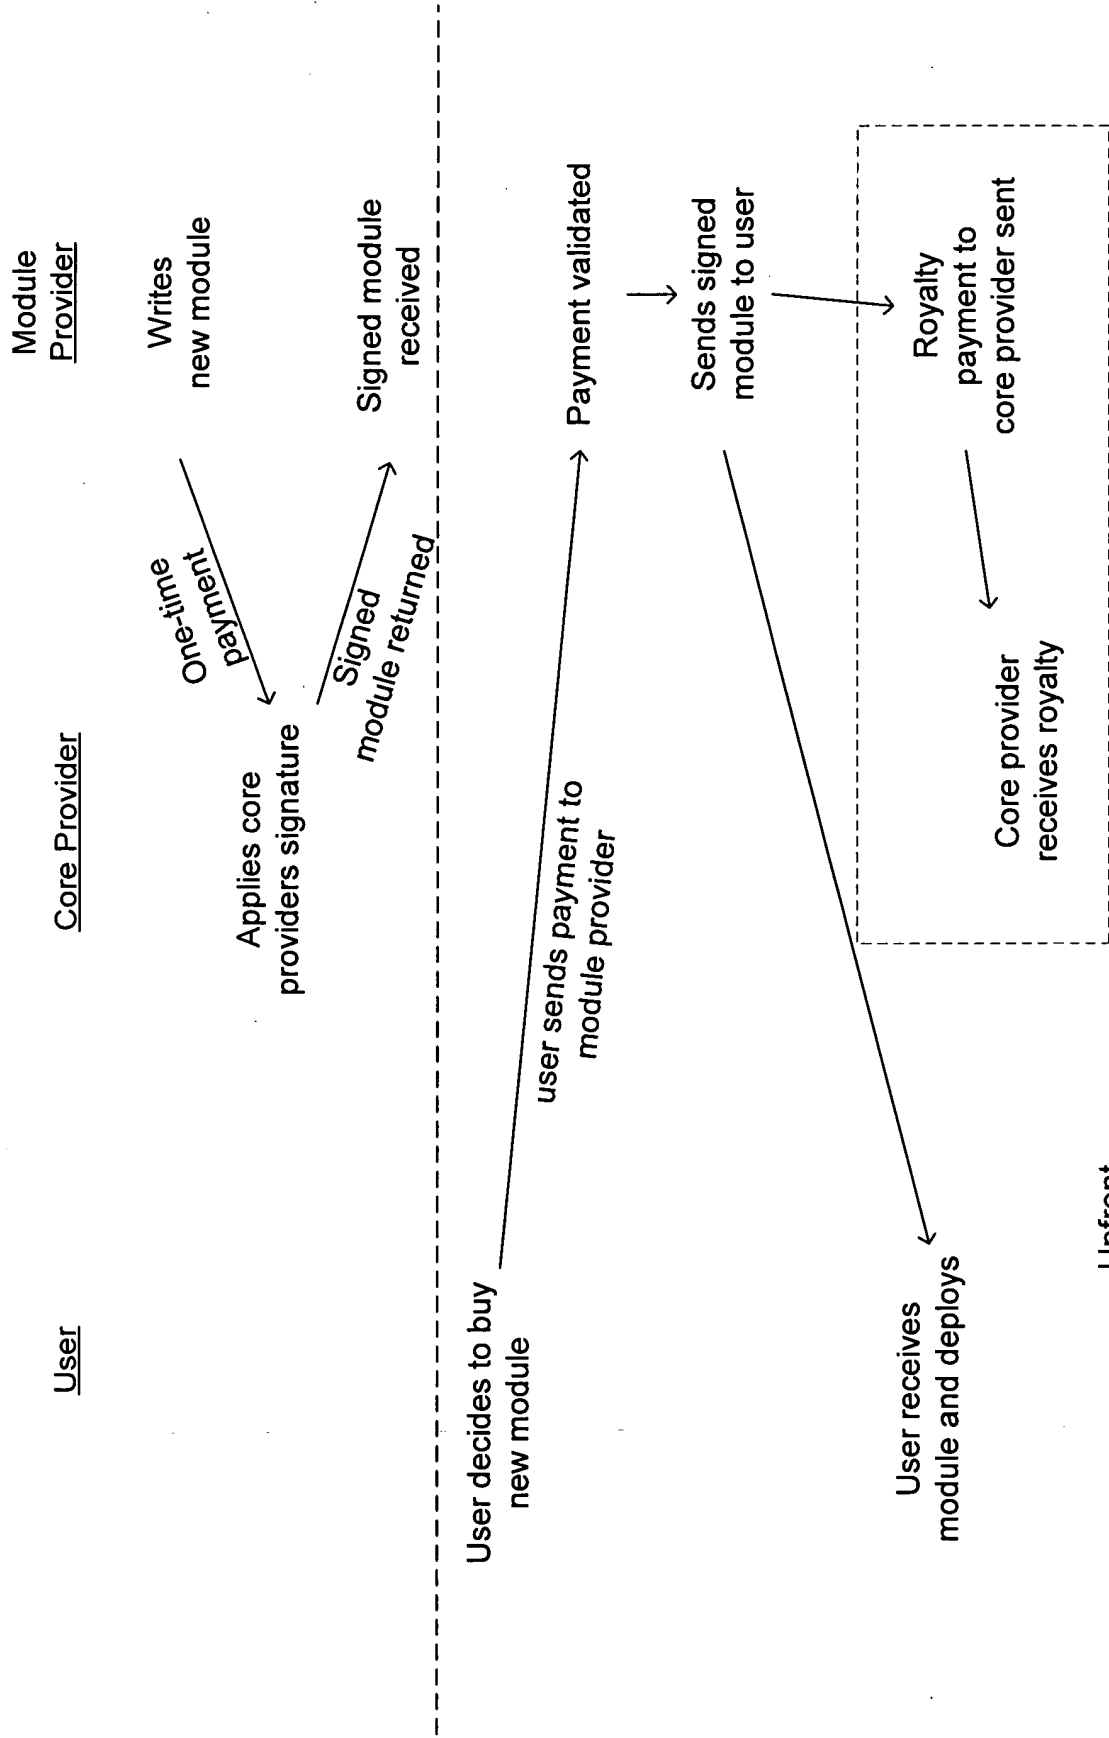 User
Core Provider
Module
Provider
Writes
new module
One-time
payment
Applies core
providers signature
Signed
module returned
Signed module
received
User decides to buy
new module
user sends payment to
module provider
Payment validated
Sends signed
module to user
User receives
module and deploys
Royalty
payment to
core provider sent
Core provider
receives royalty
Upfront